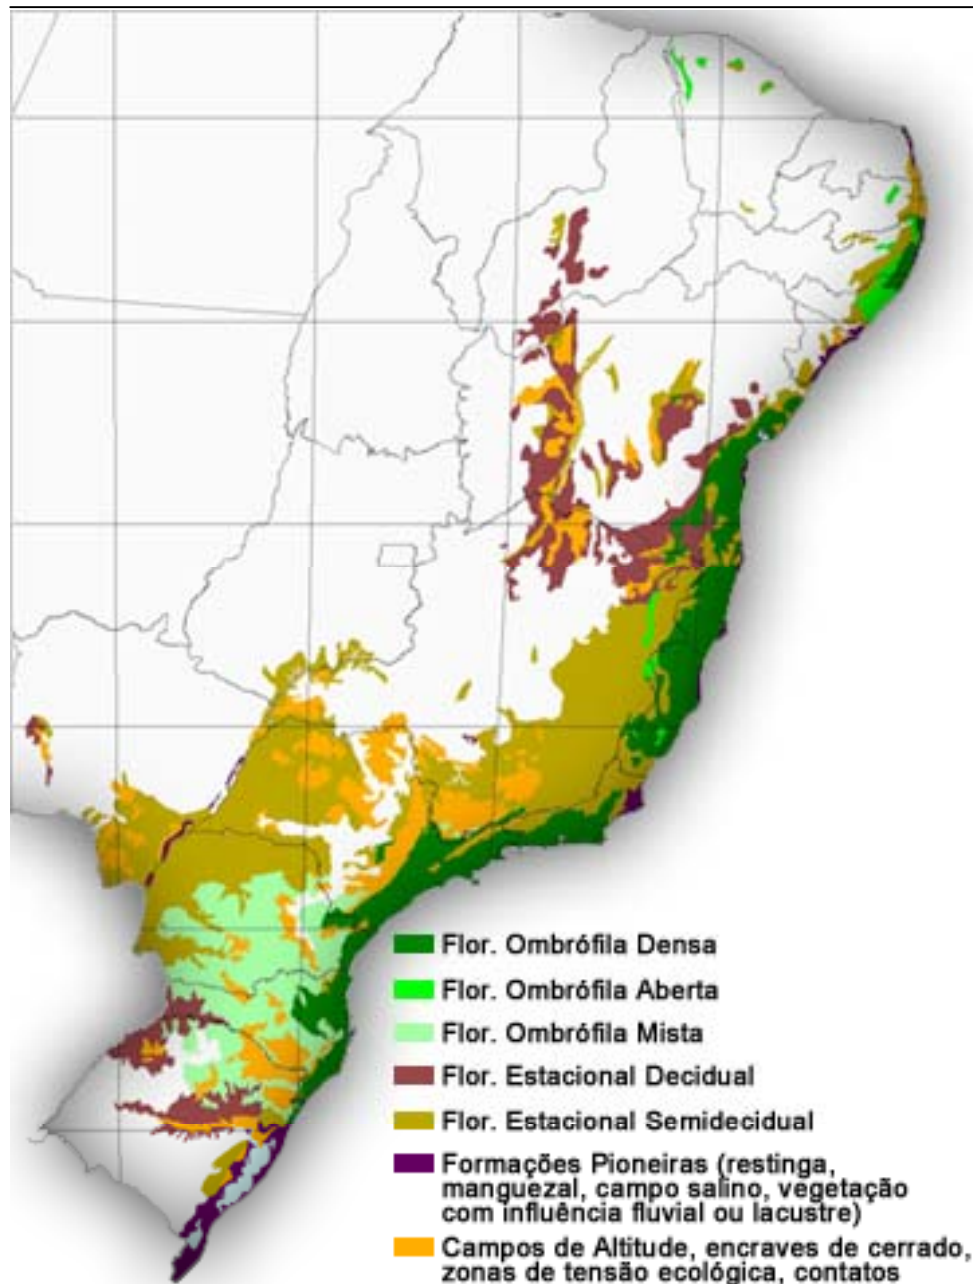 Flor. Ombrófila Densa
Flor. Ombrófila Aberta
Flor. Ombrófila Mista
Flor. Estacional Decidual
Flor. Estacional Semidecidual
Formações Pioneiras (restinga,
manguezal, campo salino, vegetação
com influência fluvial ou lacustre)
Campos de Altitude, encraves de cerrado,
zonas de tensão ecológica, contatos